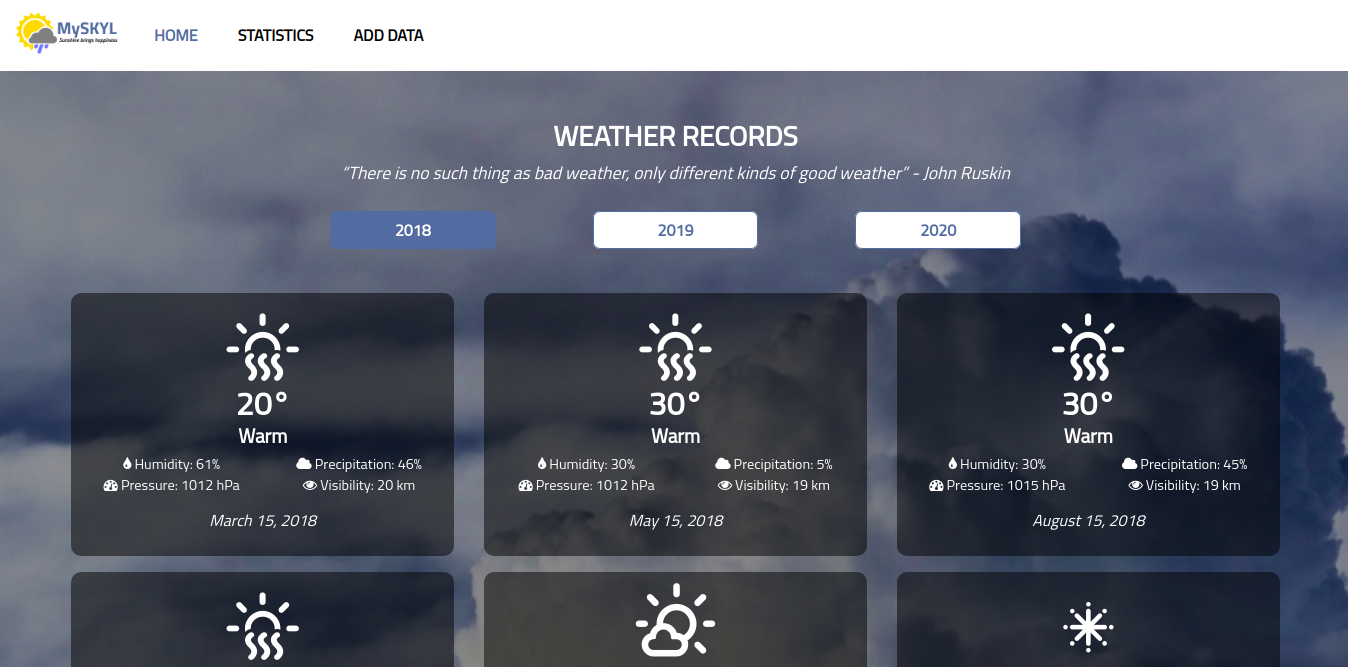 MySKYL
Sunshine brings happiness
HOME STATISTICS ADD DATA
WEATHER RECORDS
“There is no such thing as bad weather, only different kinds of good weather” - John Ruskin
2018 2019 2020
20°
Warm
Humidity: 61% Precipitation: 46%
Pressure: 1012 hPa Visibility: 20 km
March 15, 2018
30°
Warm
Humidity: 30% Precipitation: 5%
Pressure: 1012 hPa Visibility: 19 km
May 15, 2018
30°
Warm
Humidity: 30% Precipitation: 45%
Pressure: 1015 hPa Visibility: 19 km
August 15, 2018